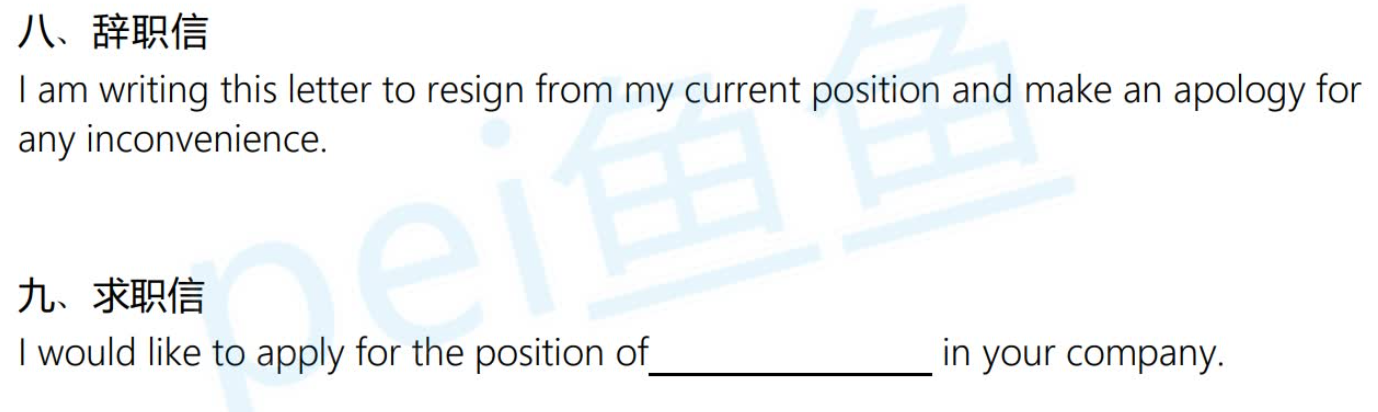 八、辞职信
I am writing this letter to resign from my current position and make an apology for
any inconvenience.
九、求职信
I would like to apply for the position of______________ in your company.
pei鱼鱼